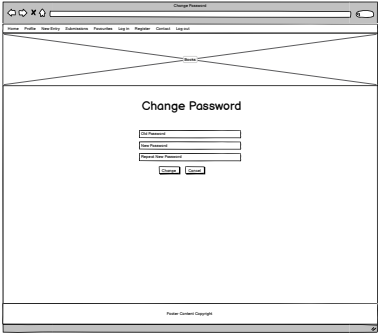 Change Password
Home Profile New Entry Submissions Favourites Log in Register Contact Log out
Books
Change Password
Old Password
New Password
Repeat New Password
Change Cancel
Footer Content Copyright